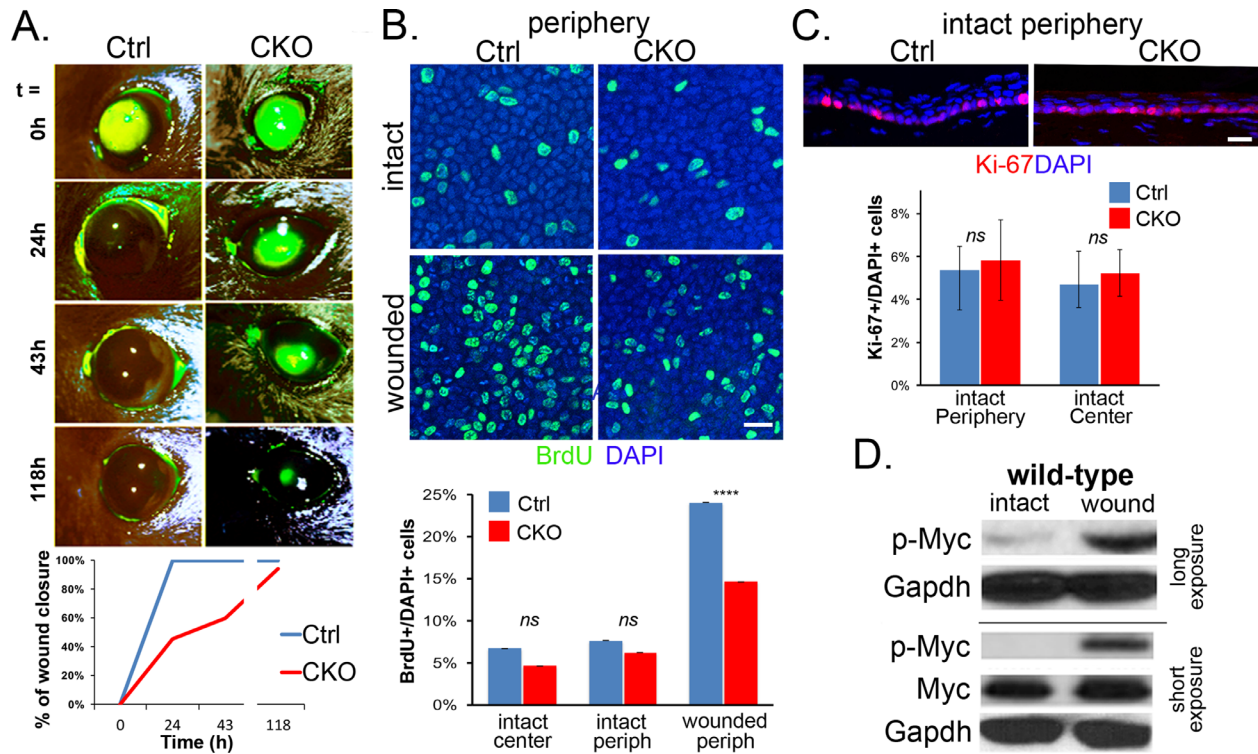 A.
Ctrl CKO
t =
0h
24h
43h
118h
100%
80%
60%
40%
20%
0%
% of wound closure
0 24 43 118
Time (h)
Ctrl
CKO
B.
periphery
Ctrl CKO
intact
wounded
BrdU DAPI
25%
20%
15%
10%
5%
0%
BrdU+/DAPI+ cells
Ctrl
CKO
ns
ns
****
intact
center
intact
periph
wounded
periph
C.
intact periphery
Ctrl CKO
Ki-67DAPI
8%
6%
4%
2%
0%
Ki-67+/DAPI+ cells
Ctrl
CKO
ns
ns
intact
Periphery
intact
Center
D.
wild-type
intact wound
p-Myc
Gapdh
long
exposure
p-Myc
Myc
Gapdh
short
exposure